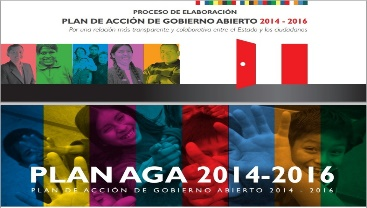 PROCESO DE ELABORACIÓN
PLAN DE ACCIÓN DE GOBIERNO ABIERTO 2014 - 2016
Por una relación más transparente y colaborativa entre el Estado y los ciudadanos
PLAN AGA 2014-2016
PLAN DE ACCIÓN DE GOBIERNO ABIERTO 2014 - 2016